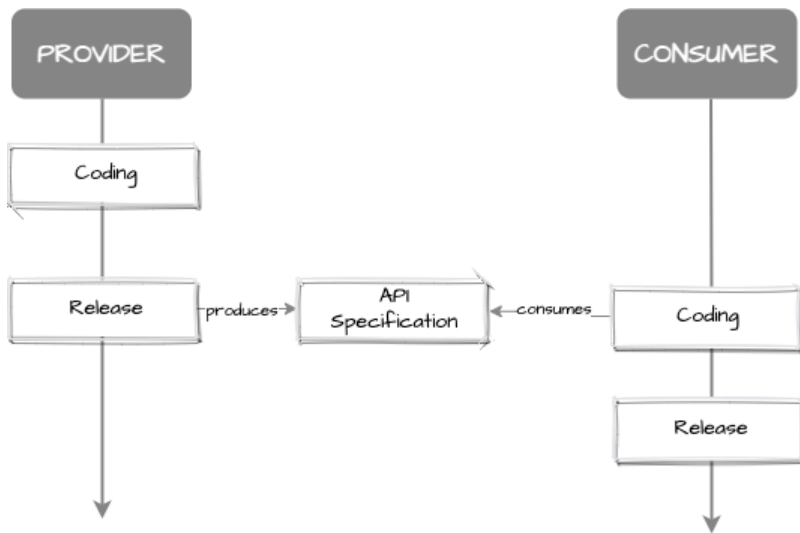 PROVIDER
CONSUMER
Coding
Release
produces
API
Specification
consumes
Coding
Release